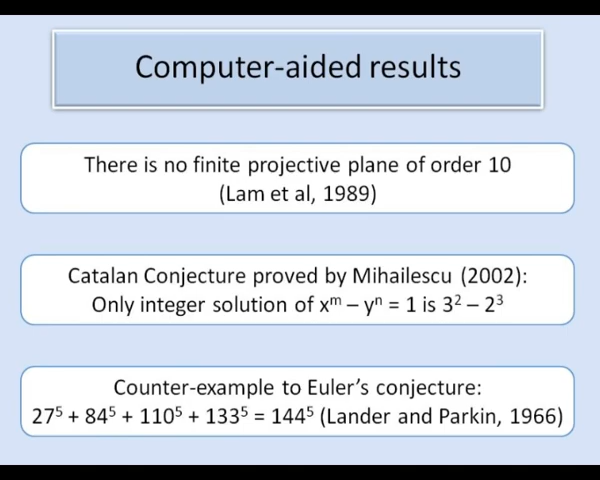 Computer-aided results
There is no finite projective plane of order 10
(Lam et al, 1989)
Catalan Conjecture proved by Mihailescu (2002):
Only integer solution of xᵐ – yⁿ = 1 is 3² – 2³
Counter-example to Euler's conjecture:
27⁵ + 84⁵ + 110⁵ + 133⁵ = 144⁵ (Lander and Parkin, 1966)